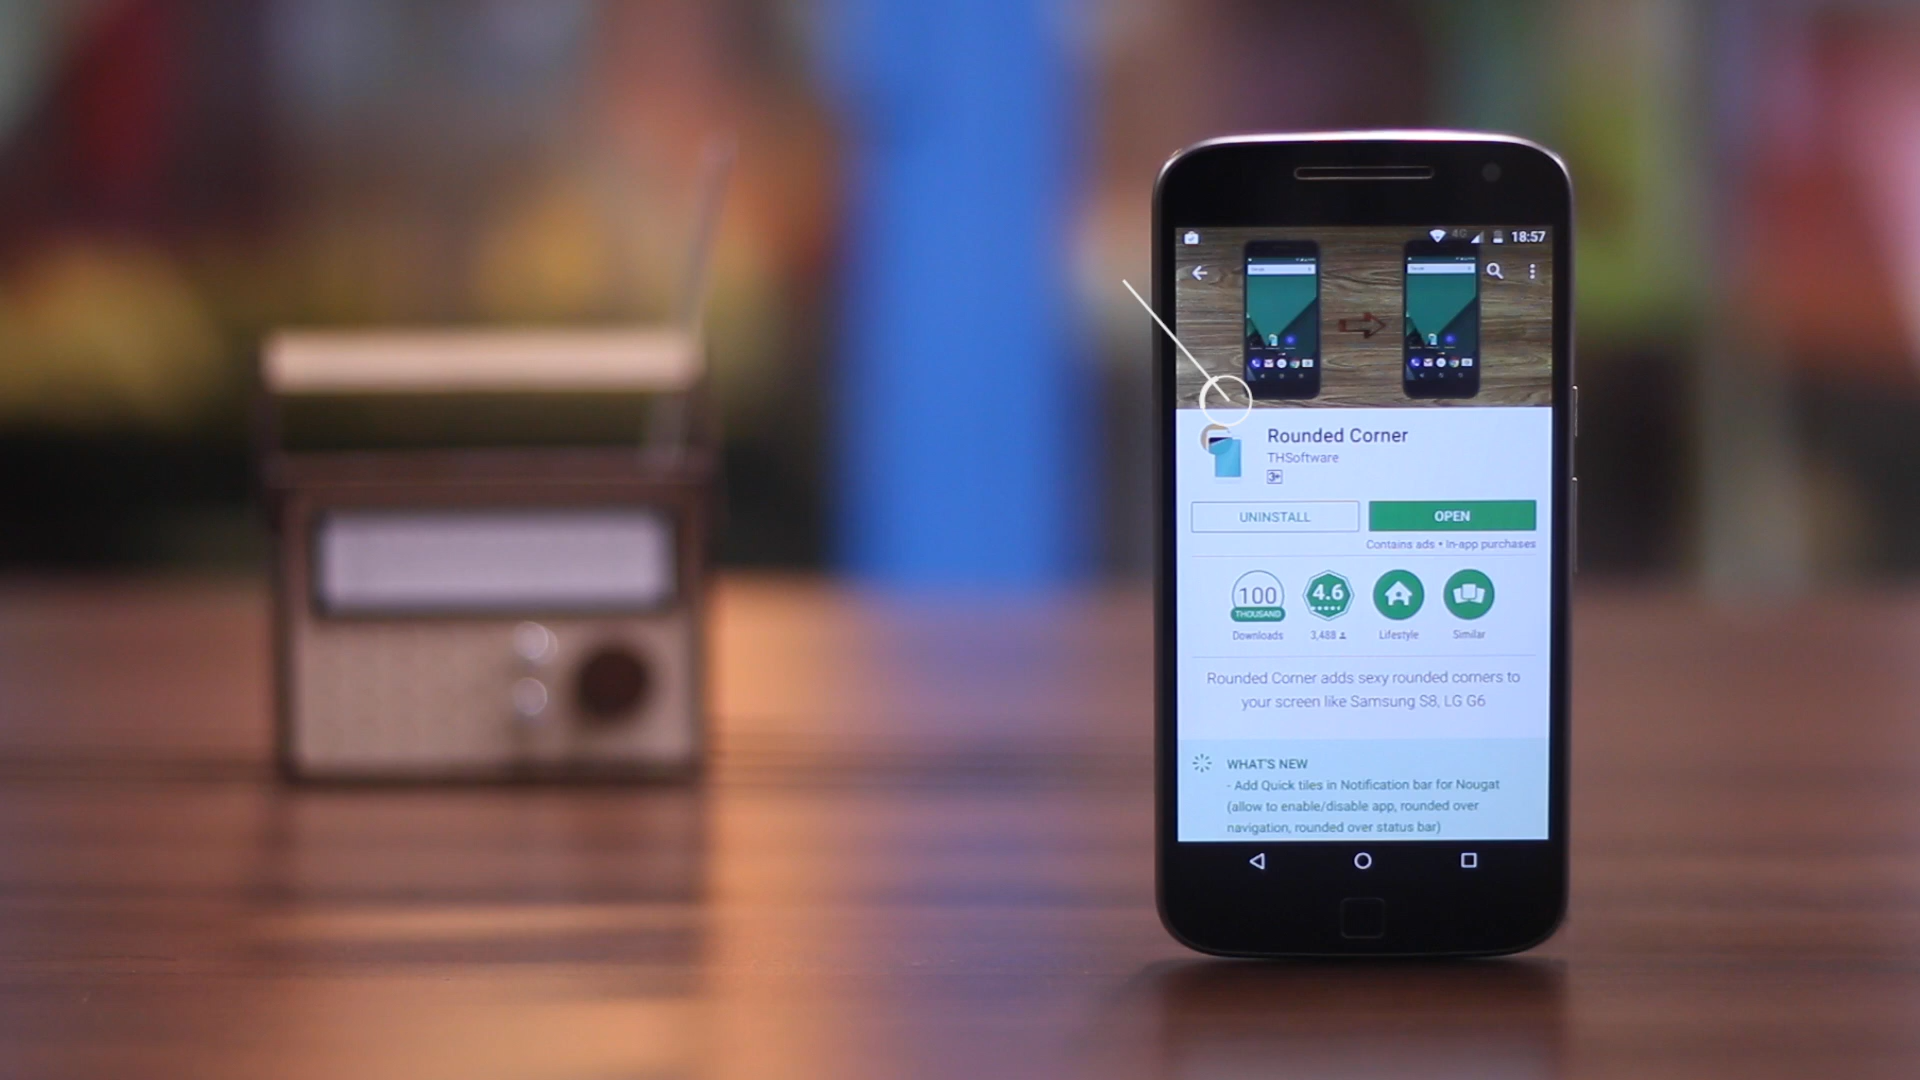 4G 18:57
Rounded Corner
THSoftware
3+
UNINSTALL
OPEN
Contains ads • In-app purchases
100
THOUSAND
4.6
Downloads
3,488
Lifestyle
Similar
Rounded Corner adds sexy rounded corners to
your screen like Samsung S8, LG G6
WHAT'S NEW
- Add Quick tiles in Notification bar for Nougat
(allow to enable/disable app, rounded over
navigation, rounded over status bar)